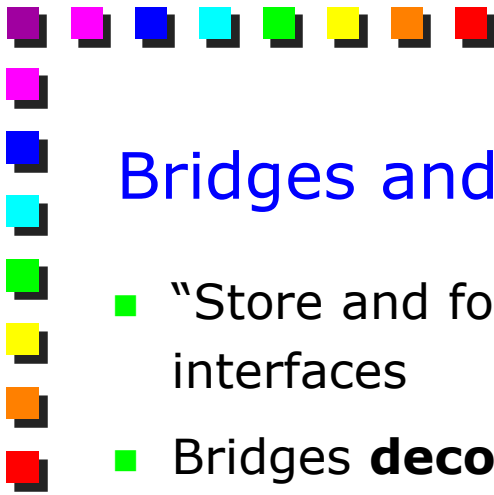 Bridges and
“Store and fo
interfaces
Bridges deco